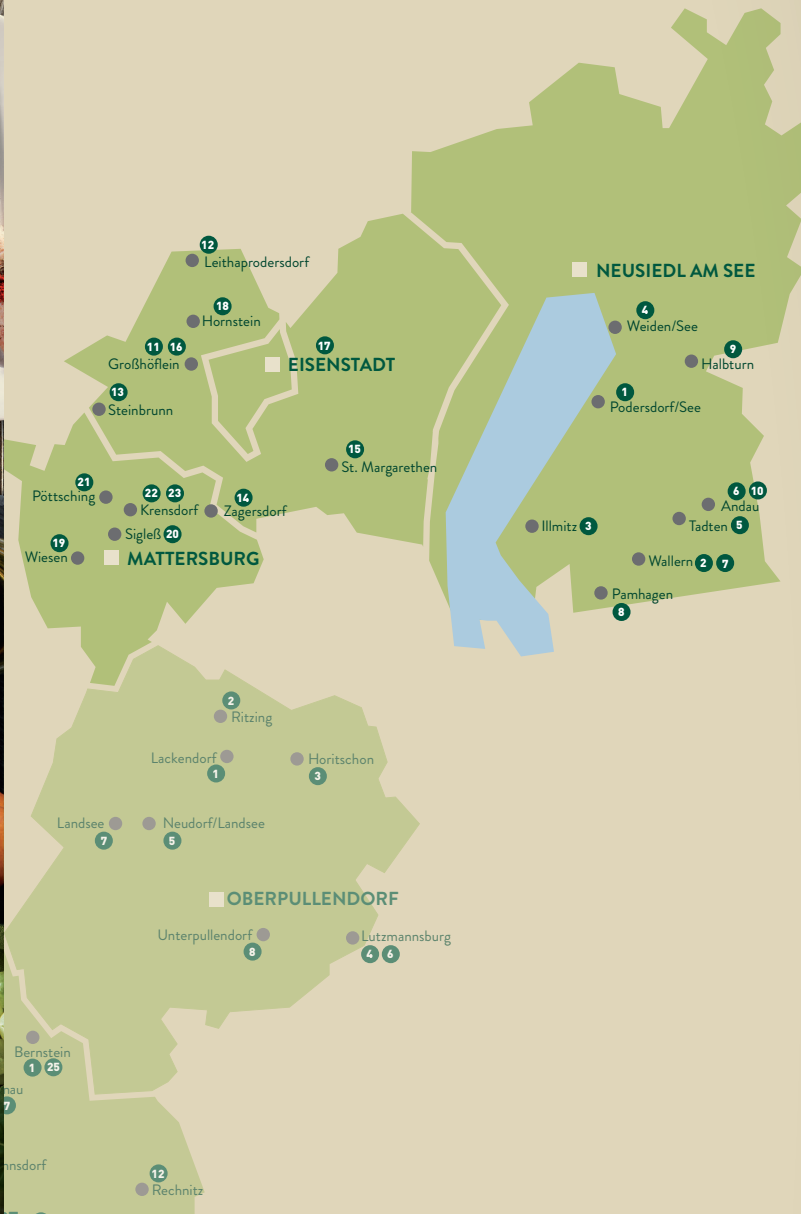 12
Leithaprodersdorf
NEUSIEDL AM SEE
18
Hornstein
4
Weiden/See
11 16
Großhöflein
17
EISENSTADT
9
Halbturn
13
Steinbrunn
1
Podersdorf/See
15
St. Margarethen
21
Pöttsching
22 23
Krensdorf
14
Zagersdorf
6 10
Andau
Tadten 5
Illmitz 3
Sigleß 20
19
Wiesen
MATTERSBURG
Wallern 2 7
Pamhagen
8
2
Ritzing
Lackendorf
1
Horitschon
3
Landsee
7
Neudorf/Landsee
5
OBERPULLENDORF
Unterpullendorf
8
Lutzmannsburg
4 6
Bernstein
1 25
nau
7
nnsdorf
12
Rechnitz